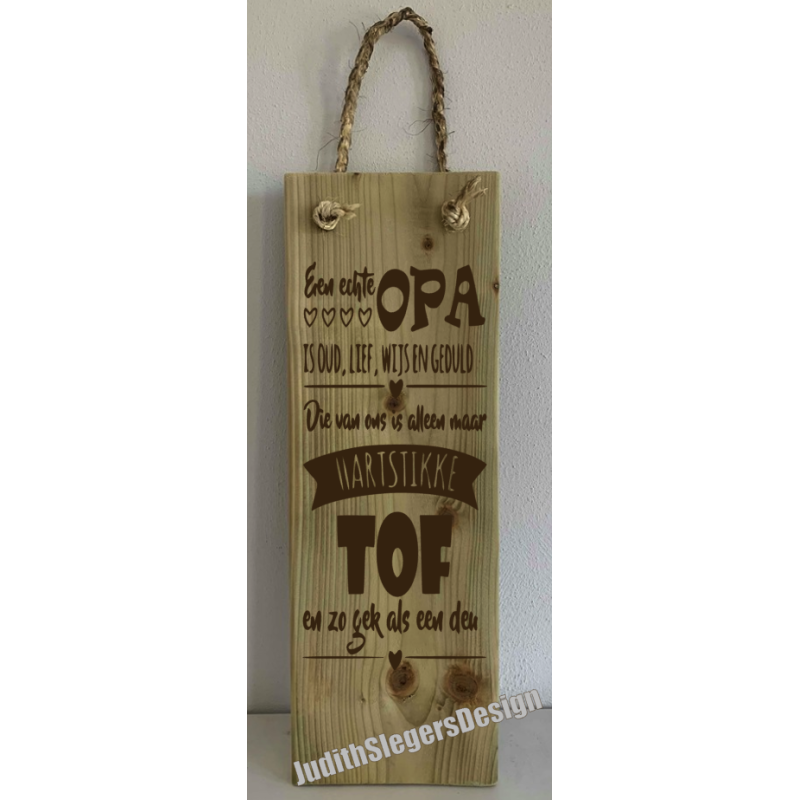 Een echte OPA
IS OUD, LIEF, WIJS EN GEDULD
Die van ons is alleen maar
HARTSTIKKE
TOF
en zo gek als een deu
JudithSlegersDesign